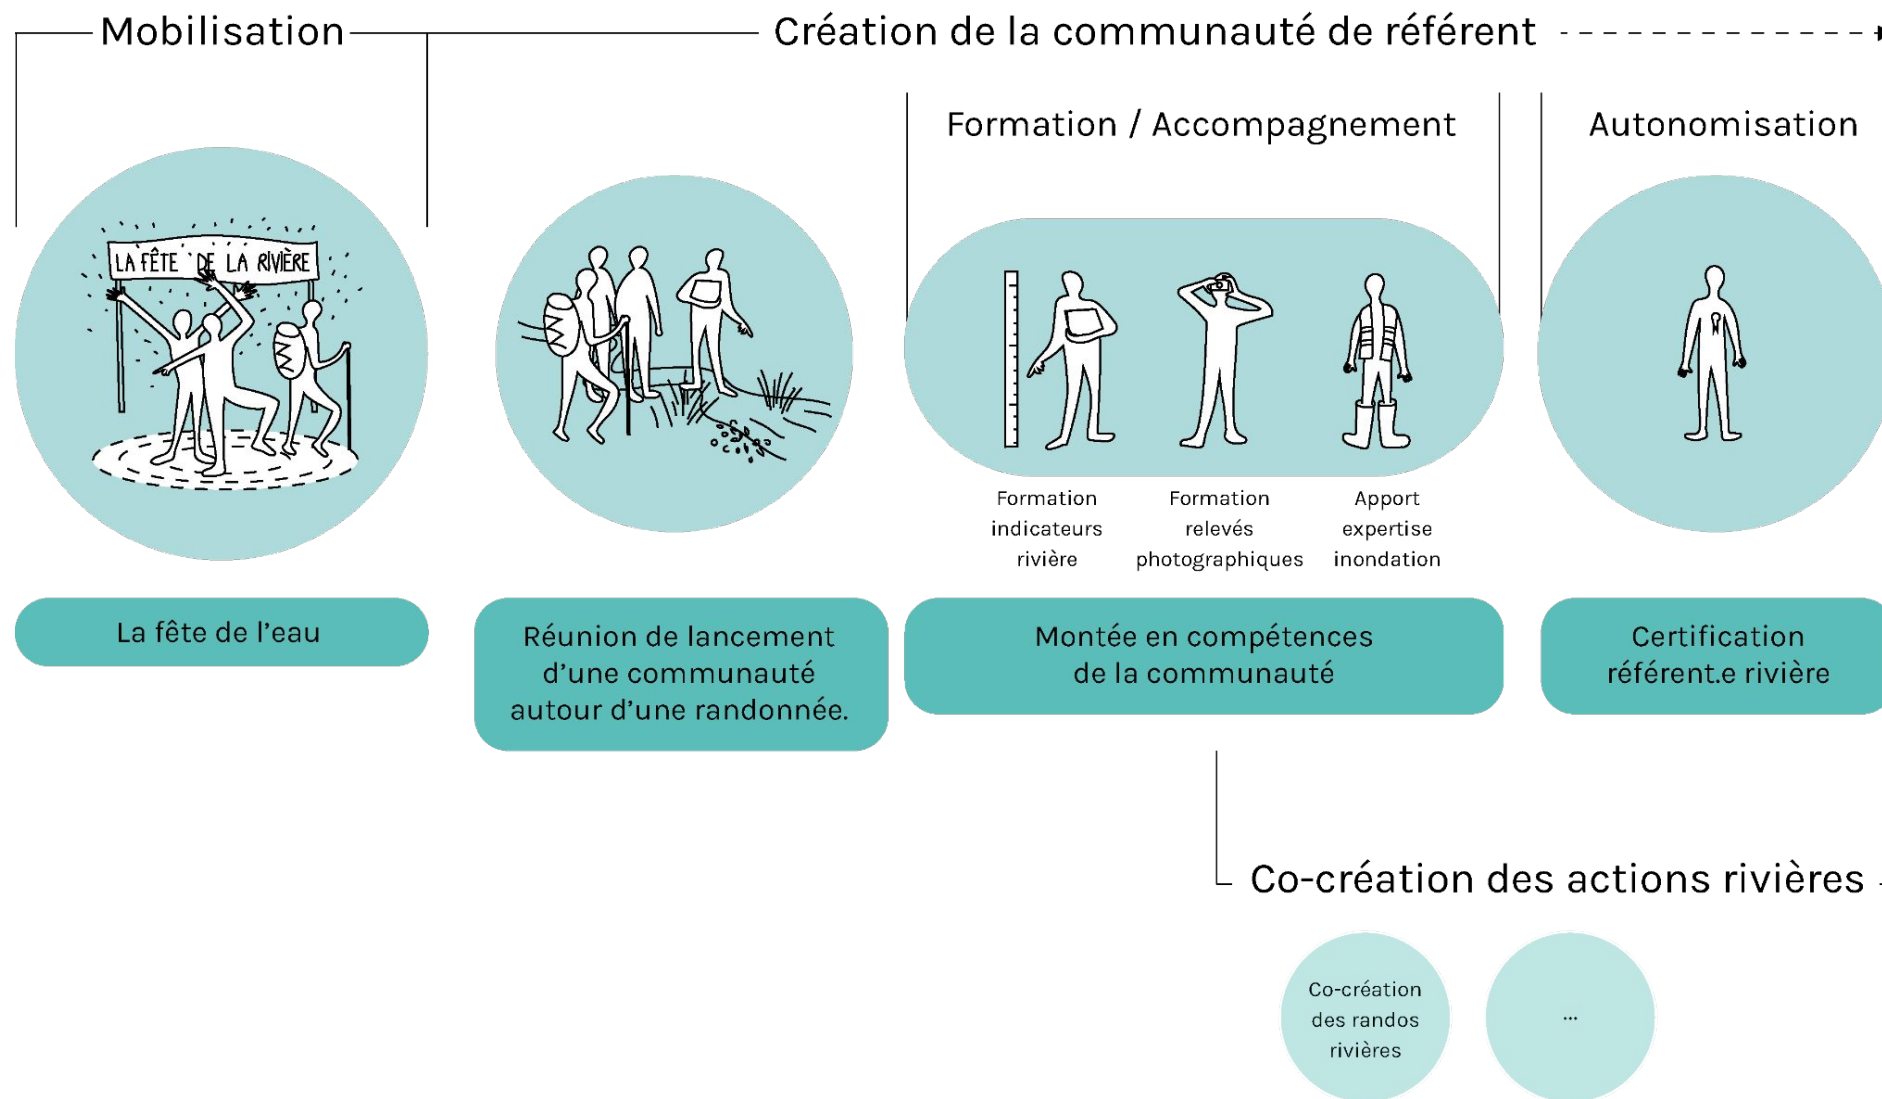 Mobilisation
Création de la communauté de référent
Formation / Accompagnement
Autonomisation
LA FÊTE DE LA RIVIÈRE
Formation
indicateurs
rivière
Formation
relevés
photographiques
Apport
expertise
inondation
La fête de l’eau
Réunion de lancement
d’une communauté
autour d’une randonnée.
Montée en compétences
de la communauté
Certification
référent.e rivière
Co-création des actions rivières
Co-création
des randos
rivières
...